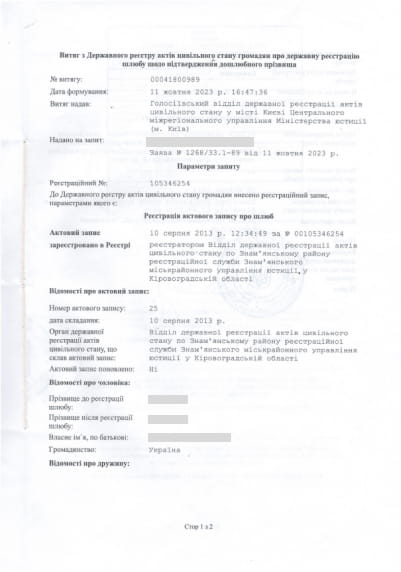 Витяг з Державного реєстру актів цивільного стану громадян про державну реєстрацію
шлюбу щодо підтвердження дошлюбного прізвища
№ витягу: 00041800989
Дата формування: 11 жовтня 2023 р. 16:47:36
Витяг надав: Голосіївський відділ державної реєстрації актів
цивільного стану у місті Києві Центрального
міжрегіонального управління Міністерства юстиції
(м. Київ)
Надано на запит:
Заява № 1268/33.1-89 від 11 жовтня 2023 р.
Параметри запиту
Реєстраційний №: 105346254
До Державного реєстру актів цивільного стану громадян внесено реєстраційний запис,
параметрами якого є:
Реєстрація актового запису про шлюб
Актовий запис 10 серпня 2013 р. 12:34:49 за № 00105346254
зареєстровано в Реєстрі реєстратором Відділ державної реєстрації актів
цивільного стану по Знам'янському району
реєстраційної служби Знам'янського
міськрайонного управління юстиції у
Кіровоградській області
Відомості про актовий запис:
Номер актового запису: 25
дата складання: 10 серпня 2013 р.
Орган державної Відділ державної реєстрації актів цивільного
реєстрації актів стану по Знам'янському району реєстраційної
цивільного стану, що служби Знам'янського міськрайонного управління
склав актовий запис: юстиції у Кіровоградській області
Актовий запис поновлено: Ні
Відомості про чоловіка:
Прізвище до реєстрації
шлюбу:
Прізвище після реєстрації
шлюбу:
Власне ім'я, по батькові:
Громадянство: Україна
Відомості про дружину:
Стор 1 з 2